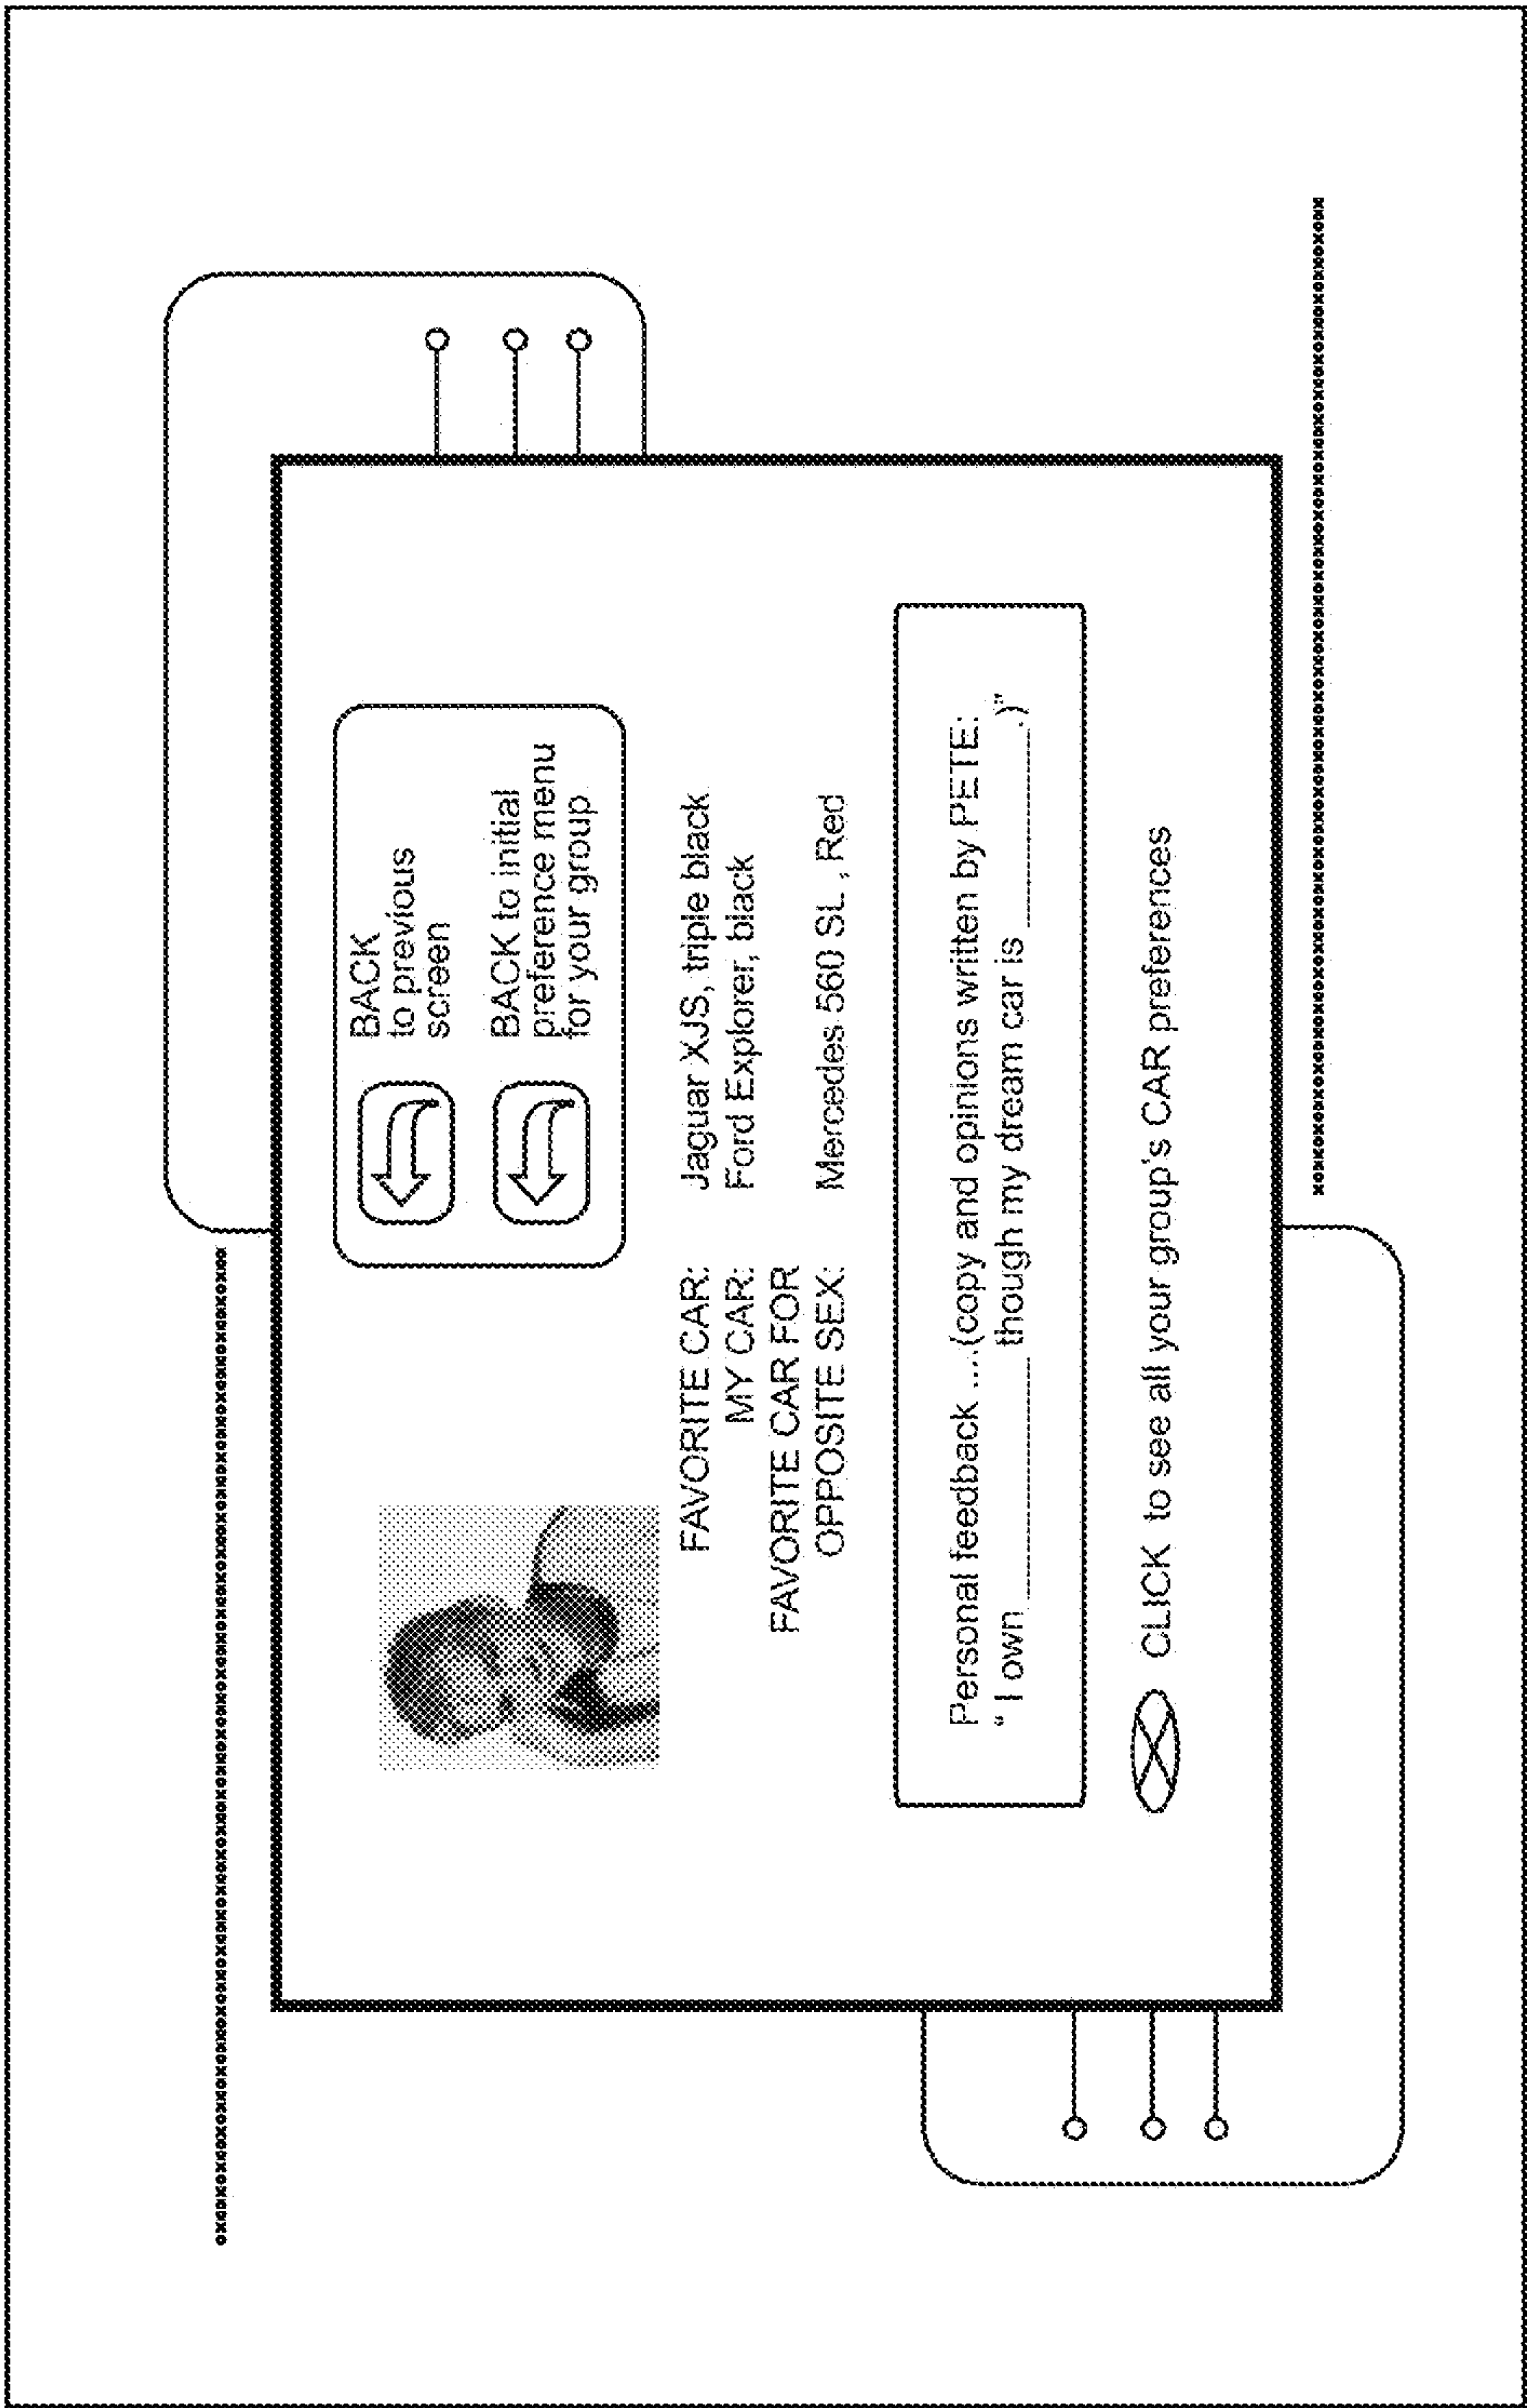 BACK
to previous
screen
BACK to initial
preference menu
for your group.
FAVORITE CAR: Jaguar XJS, triple black
MY CAR: Ford Explorer, black
FAVORITE CAR FOR
OPPOSITE SEX: Mercedes 560 SL , Red
Personal feedback ...(copy and opinions written by PETE:
“ I own ____________ though my dream car is __________.)”
CLICK to see all your group's CAR preferences